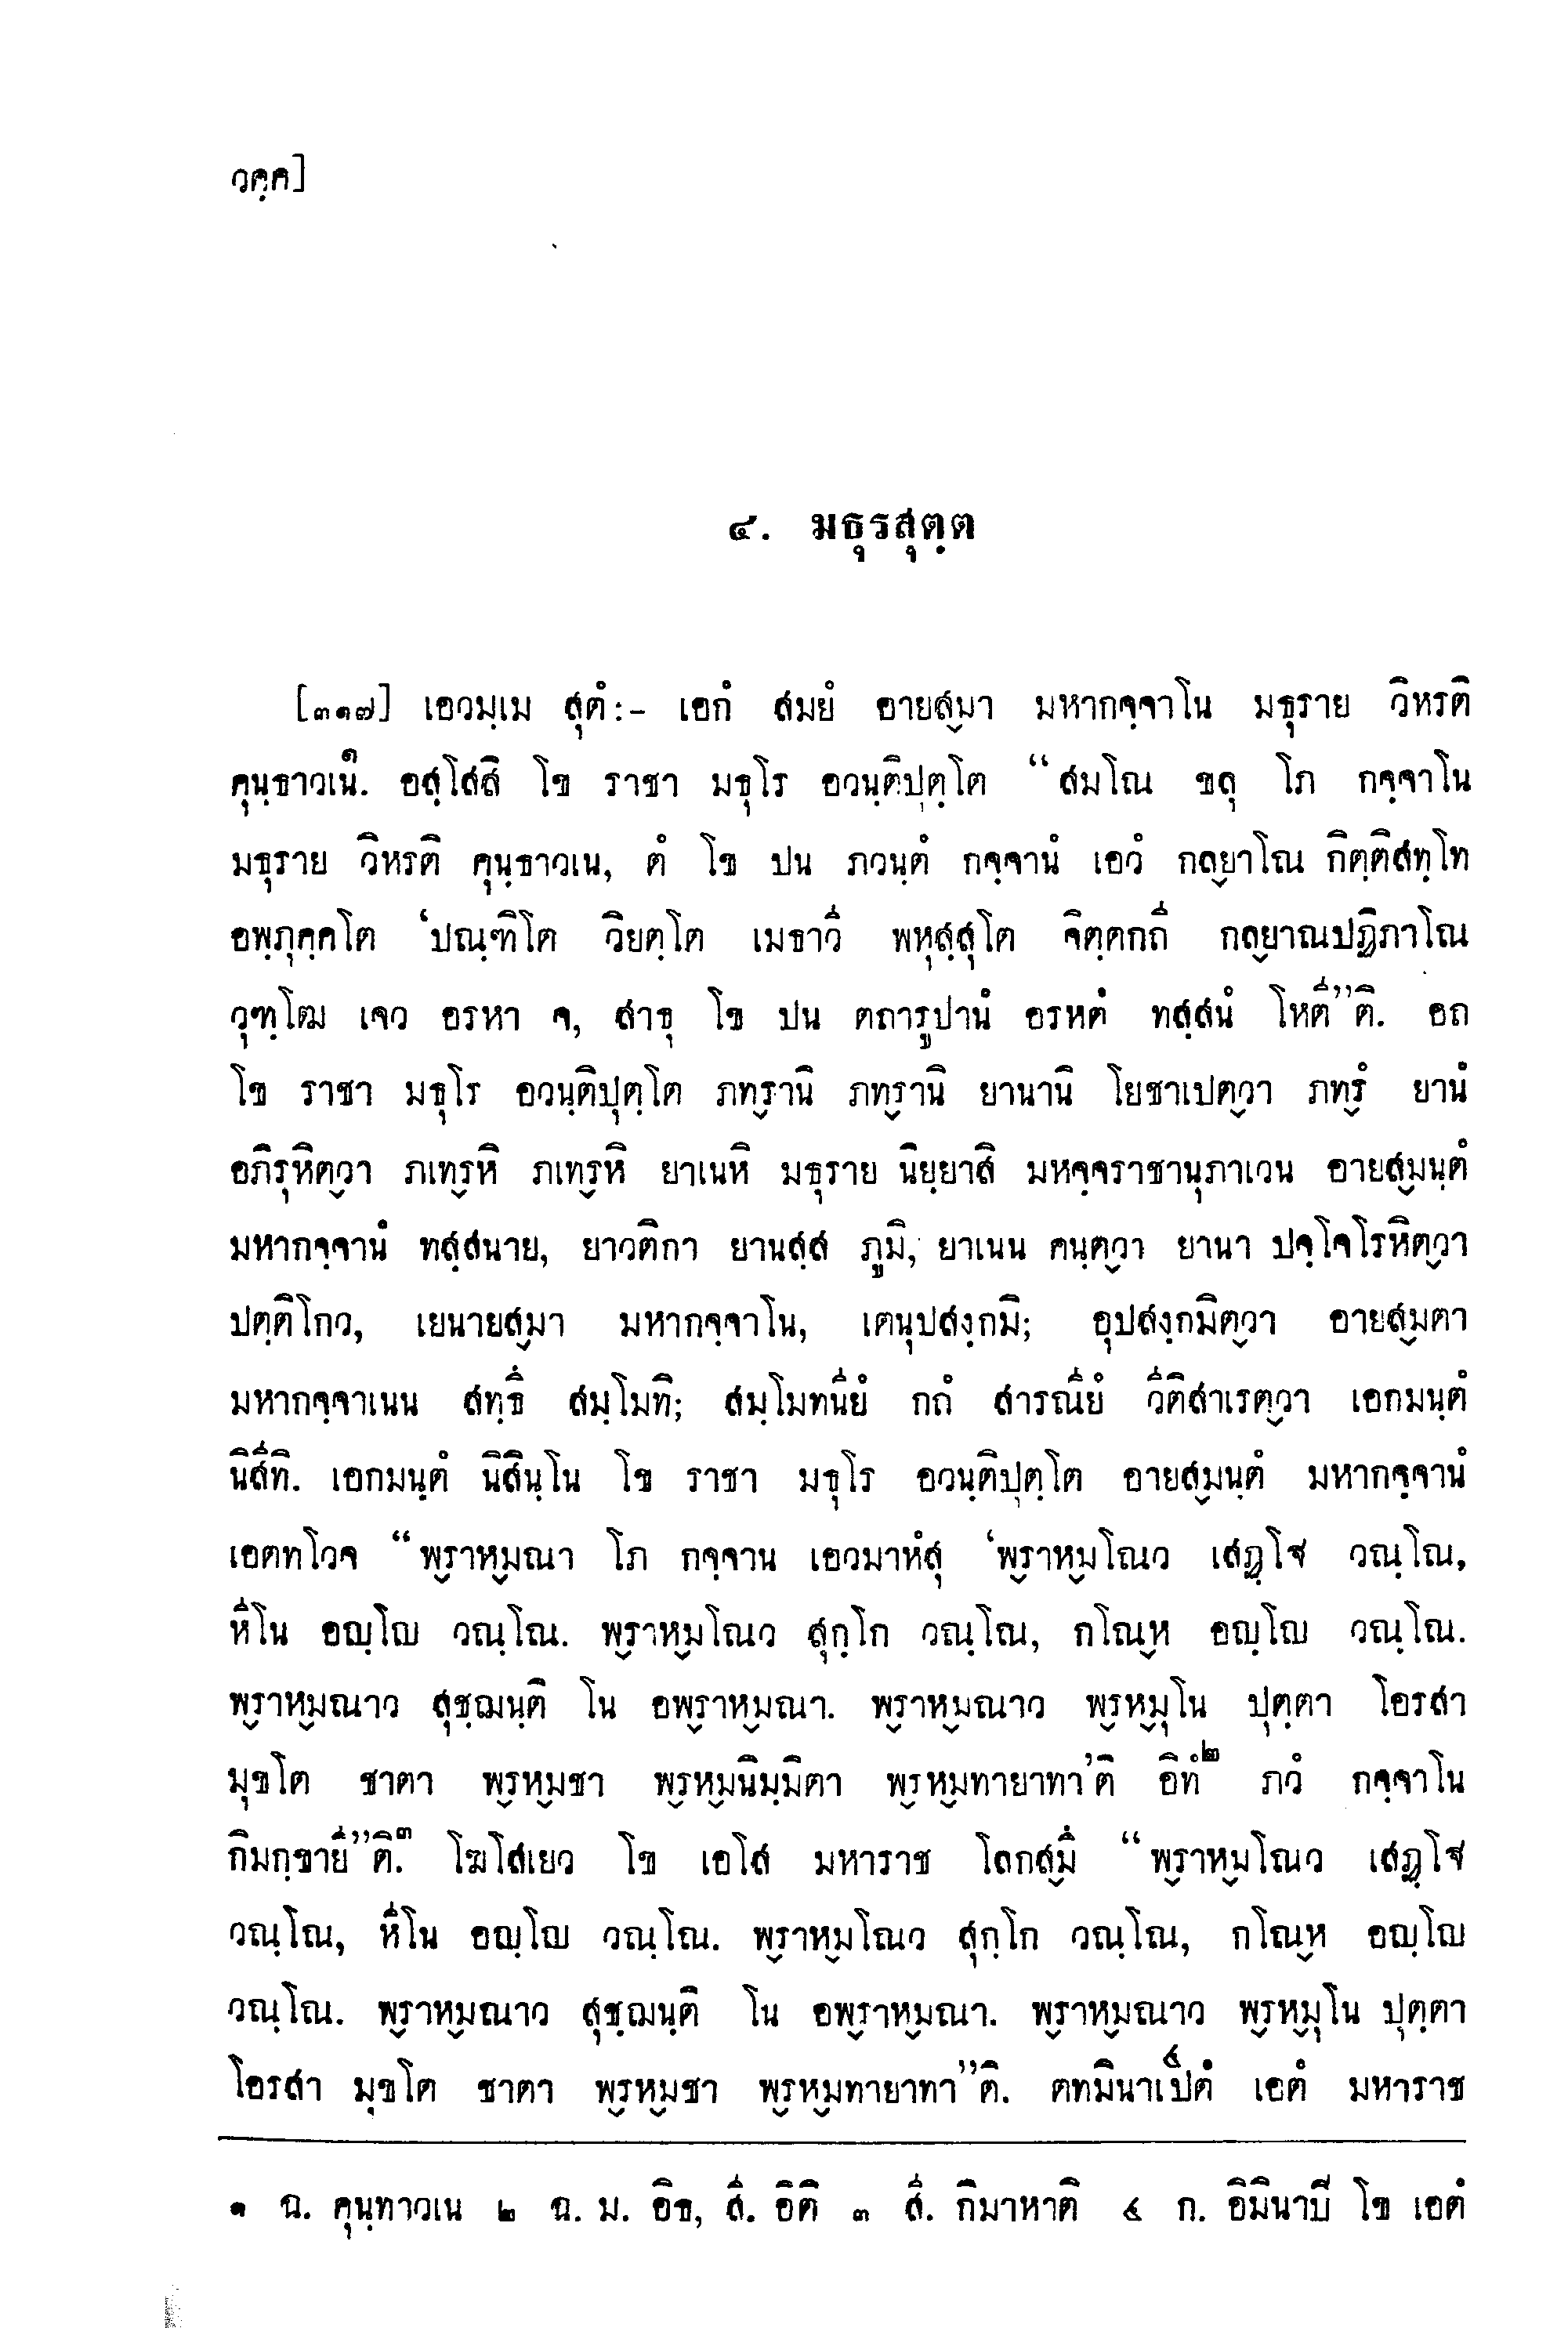 วคฺค]
๔. มธุรสุตฺต
[๓๑๗] เอวมฺเม สุตํ:- เอกํ สมยํ อายสฺมา มหากจฺจาโน มธุราย วิหรติ
คุนฺธาวเน๑. อสฺโสสิ โข ราชา มธุโร อวนฺติปุตฺโต “สมโณ ขลุ โภ กจฺจาโน
มธุราย วิหรติ คุนฺธาวเน, ตํ โข ปน ภวนฺตํ กจฺจานํ เอวํ กลฺยาโณ กิตฺติสทฺโท
อพฺภุคฺคโต ‘ปณฺฑิโต วิยตฺโต เมธาวี พหุสฺสุโต จิตฺตกถี กลฺยาณปฏิภาโณ
วุฑฺโฒ เจว อรหา จ, สาธุ โข ปน ตถารูปานํ อรหตํ ทสฺสนํ โหตี”ติ. อถ
โข ราชา มธุโร อวนฺติปุตฺโต ภทฺรานิ ภทฺรานิ ยานานิ โยชาเปตฺวา ภทฺรํ ยานํ
อภิรุหิตฺวา ภเทฺรหิ ภเทฺรหิ ยาเนหิ มธุราย นิยฺยาสิ มหจฺจราชานุภาเวน อายสฺมนฺตํ
มหากจฺจานํ ทสฺสนาย, ยาวติกา ยานสฺส ภูมิ, ยาเนน คนฺตฺวา ยานา ปจฺโจโรหิตฺวา
ปตฺติโกว, เยนายสฺมา มหากจฺจาโน, เตนุปสงฺกมิ; อุปสงฺกมิตฺวา อายสฺมตา
มหากจฺจาเนน สทฺธึ สมฺโมทิ; สมฺโมทนียํ กถํ สารณียํ วีติสาเรตฺวา เอกมนฺตํ
นิสีทิ. เอกมนฺตํ นิสินฺโน โข ราชา มธุโร อวนฺติปุตฺโต อายสฺมนฺตํ มหากจฺจานํ
เอตทโวจ “พฺราหฺมณา โภ กจฺจาน เอวมาหํสุ ‘พฺราหฺมโณว เสฏฺโฐ วณฺโณ,
หีโน อญฺโญ วณฺโณ. พฺราหฺมโณว สุกฺโก วณฺโณ, กโณฺห อญฺโญ วณฺโณ.
พฺราหฺมณาว สุชฺฌนฺติ โน อพฺราหฺมณา. พฺราหฺมณาว พฺรหฺมุโน ปุตฺตา โอรสา
มุขโต ชาตา พฺรหฺมชา พฺรหฺมนิมฺมิตา พฺรหฺมทายาทา’ติ อิทํ๒ ภวํ กจฺจาโน
กิมกฺขายี”ติ.๓ โฆโสเยว โข เอโส มหาราช โลกสฺมึ “พฺราหฺมโณว เสฏฺโฐ
วณฺโณ, หีโน อญฺโญ วณฺโณ. พฺราหฺมโณว สุกฺโก วณฺโณ, กโณฺห อญฺโญ
วณฺโณ. พฺราหฺมณาว สุชฺฌนฺติ โน อพฺราหฺมณา. พฺราหฺมณาว พฺรหฺมุโน ปุตฺตา
โอรสา มุขโต ชาตา พฺรหฺมชา พฺรหฺมทายาทา”ติ. ตทมินาเปตํ๔ เอตํ มหาราช
๑ ฉ. คุนฺทาวเน ๒ ฉ. ม. อิธ, สี. อิติ ๓ สี. กิมาหาติ ๔ ก. อิมินาปิ โข เอตํ